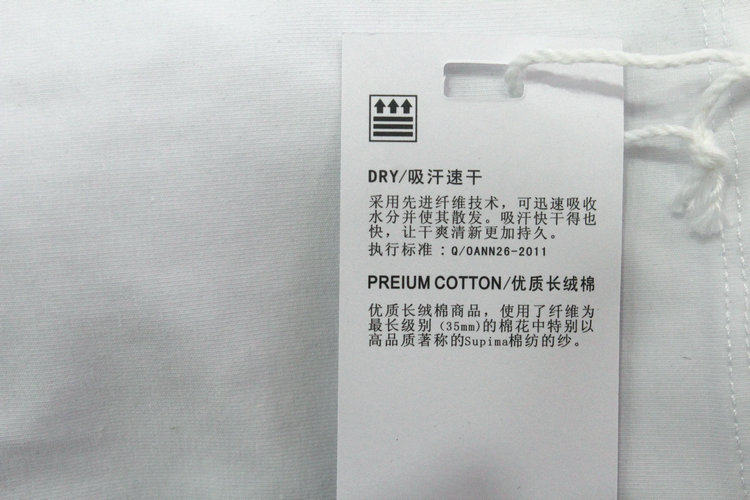 DRY/吸汗速干
采用先进纤维技术，可迅速吸收
水分并使其散发。吸汗快干得也
快，让干爽清新更加持久。
执行标准：Q/OANN26-2011
PREIUM COTTON/优质长绒棉
优质长绒棉商品，使用了纤维为
最长级别（35mm)的棉花中特别以
高品质著称的Supima棉纺的纱。